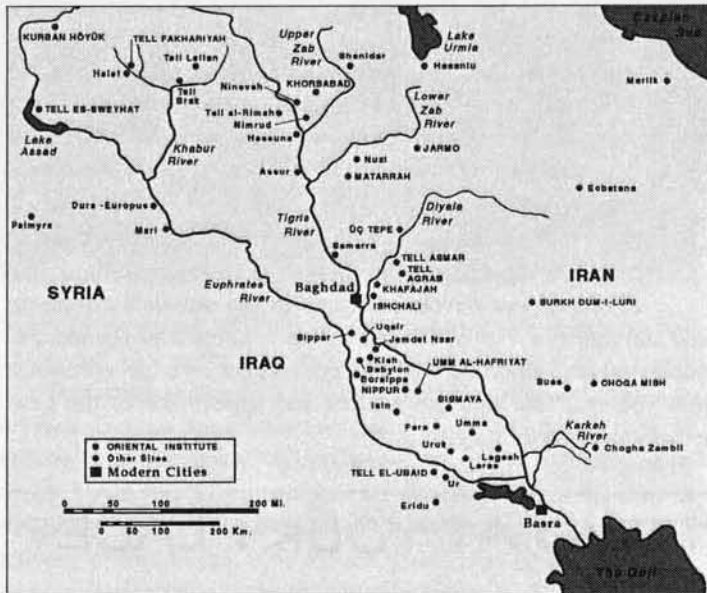 KURBAN HÖYÜK
TELL FAKHARIYAH
Tell Leilan
Halaf
Tell
Brak
TELL ES-SWEYHAT
Lake
Assad
Khabur
River
Upper
Zab
River
Lake
Urmia
Caspian
Sea
Shanidar
Hasanlu
Marlik
Ninevah
KHORSABAD
Tell al-Rimah
Nimrud
Hassuna
Lower
Zab
River
JARMO
Nuzi
MATARRAH
Assur
Ecbatana
Dura-Europus
Mari
Palmyra
Tigris
River
Diyala
River
ÜÇ TEPE
Samarra
TELL ASMAR
TELL
AGRAB
KHAFAJAH
ISHCHALI
Baghdad
SYRIA
Euphrates
River
IRAN
SURKH DUM-I-LURI
IRAQ
Uqair
Sippar
Jemdet Nasr
Kish
Babylon
Borsippa
UMM AL-HAFRIYAT
NIPPUR
Isin
BISMAYA
Susa
CHOGA MISH
Fara
Umma
Uruk
Lagash
Larsa
Karkeh
River
Chogha Zambil
TELL EL-UBAID
Ur
Eridu
Basra
The Gulf
ORIENTAL INSTITUTE
Other Sites
Modern Cities
0 50 100 200 Mi.
0 50 100 200 Km.